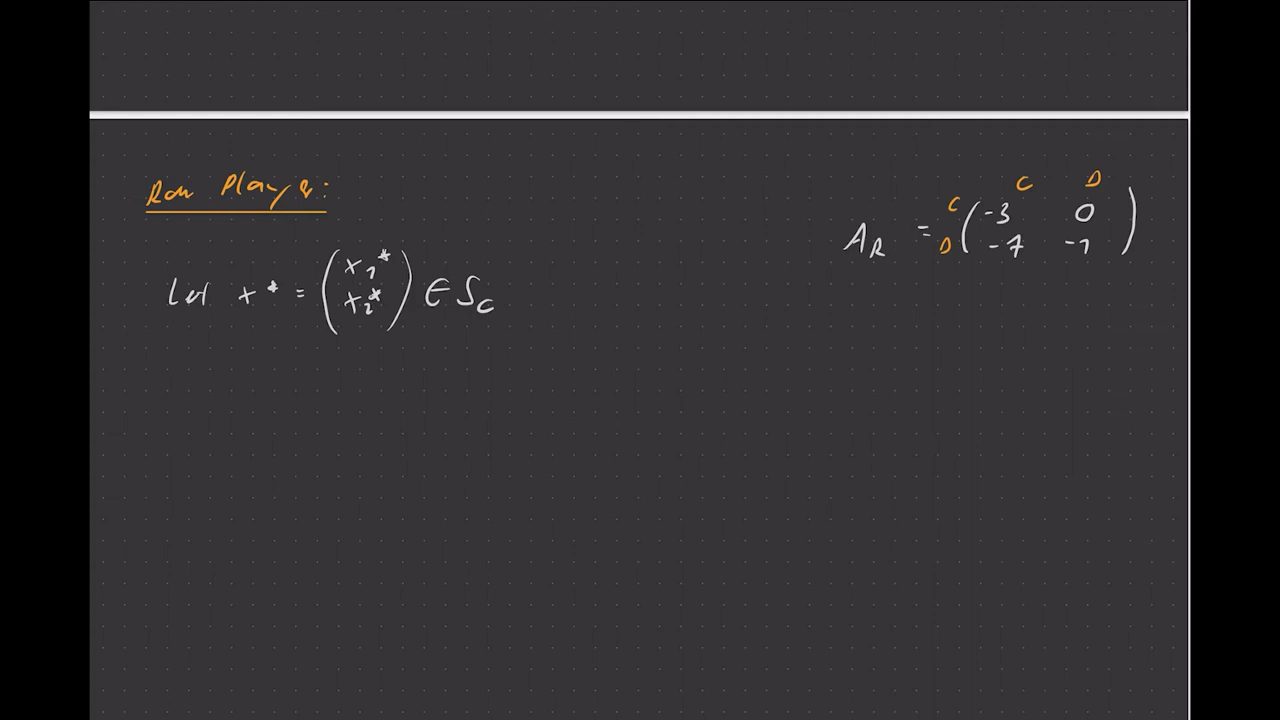 Row Player:
C D
A_R = C ( -3 0 )
D ( -7 -1 )
Let x* = ( x_1* x_2* ) ∈ S_C